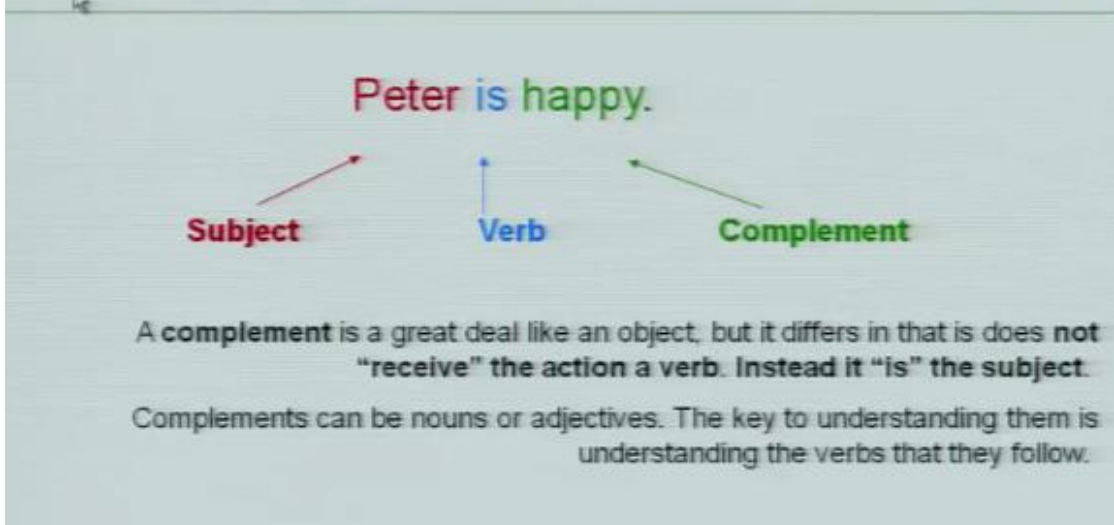 Peter is happy.
Subject Verb Complement
A complement is a great deal like an object, but it differs in that is does not
“receive” the action a verb. Instead it “is” the subject.
Complements can be nouns or adjectives. The key to understanding them is
understanding the verbs that they follow.